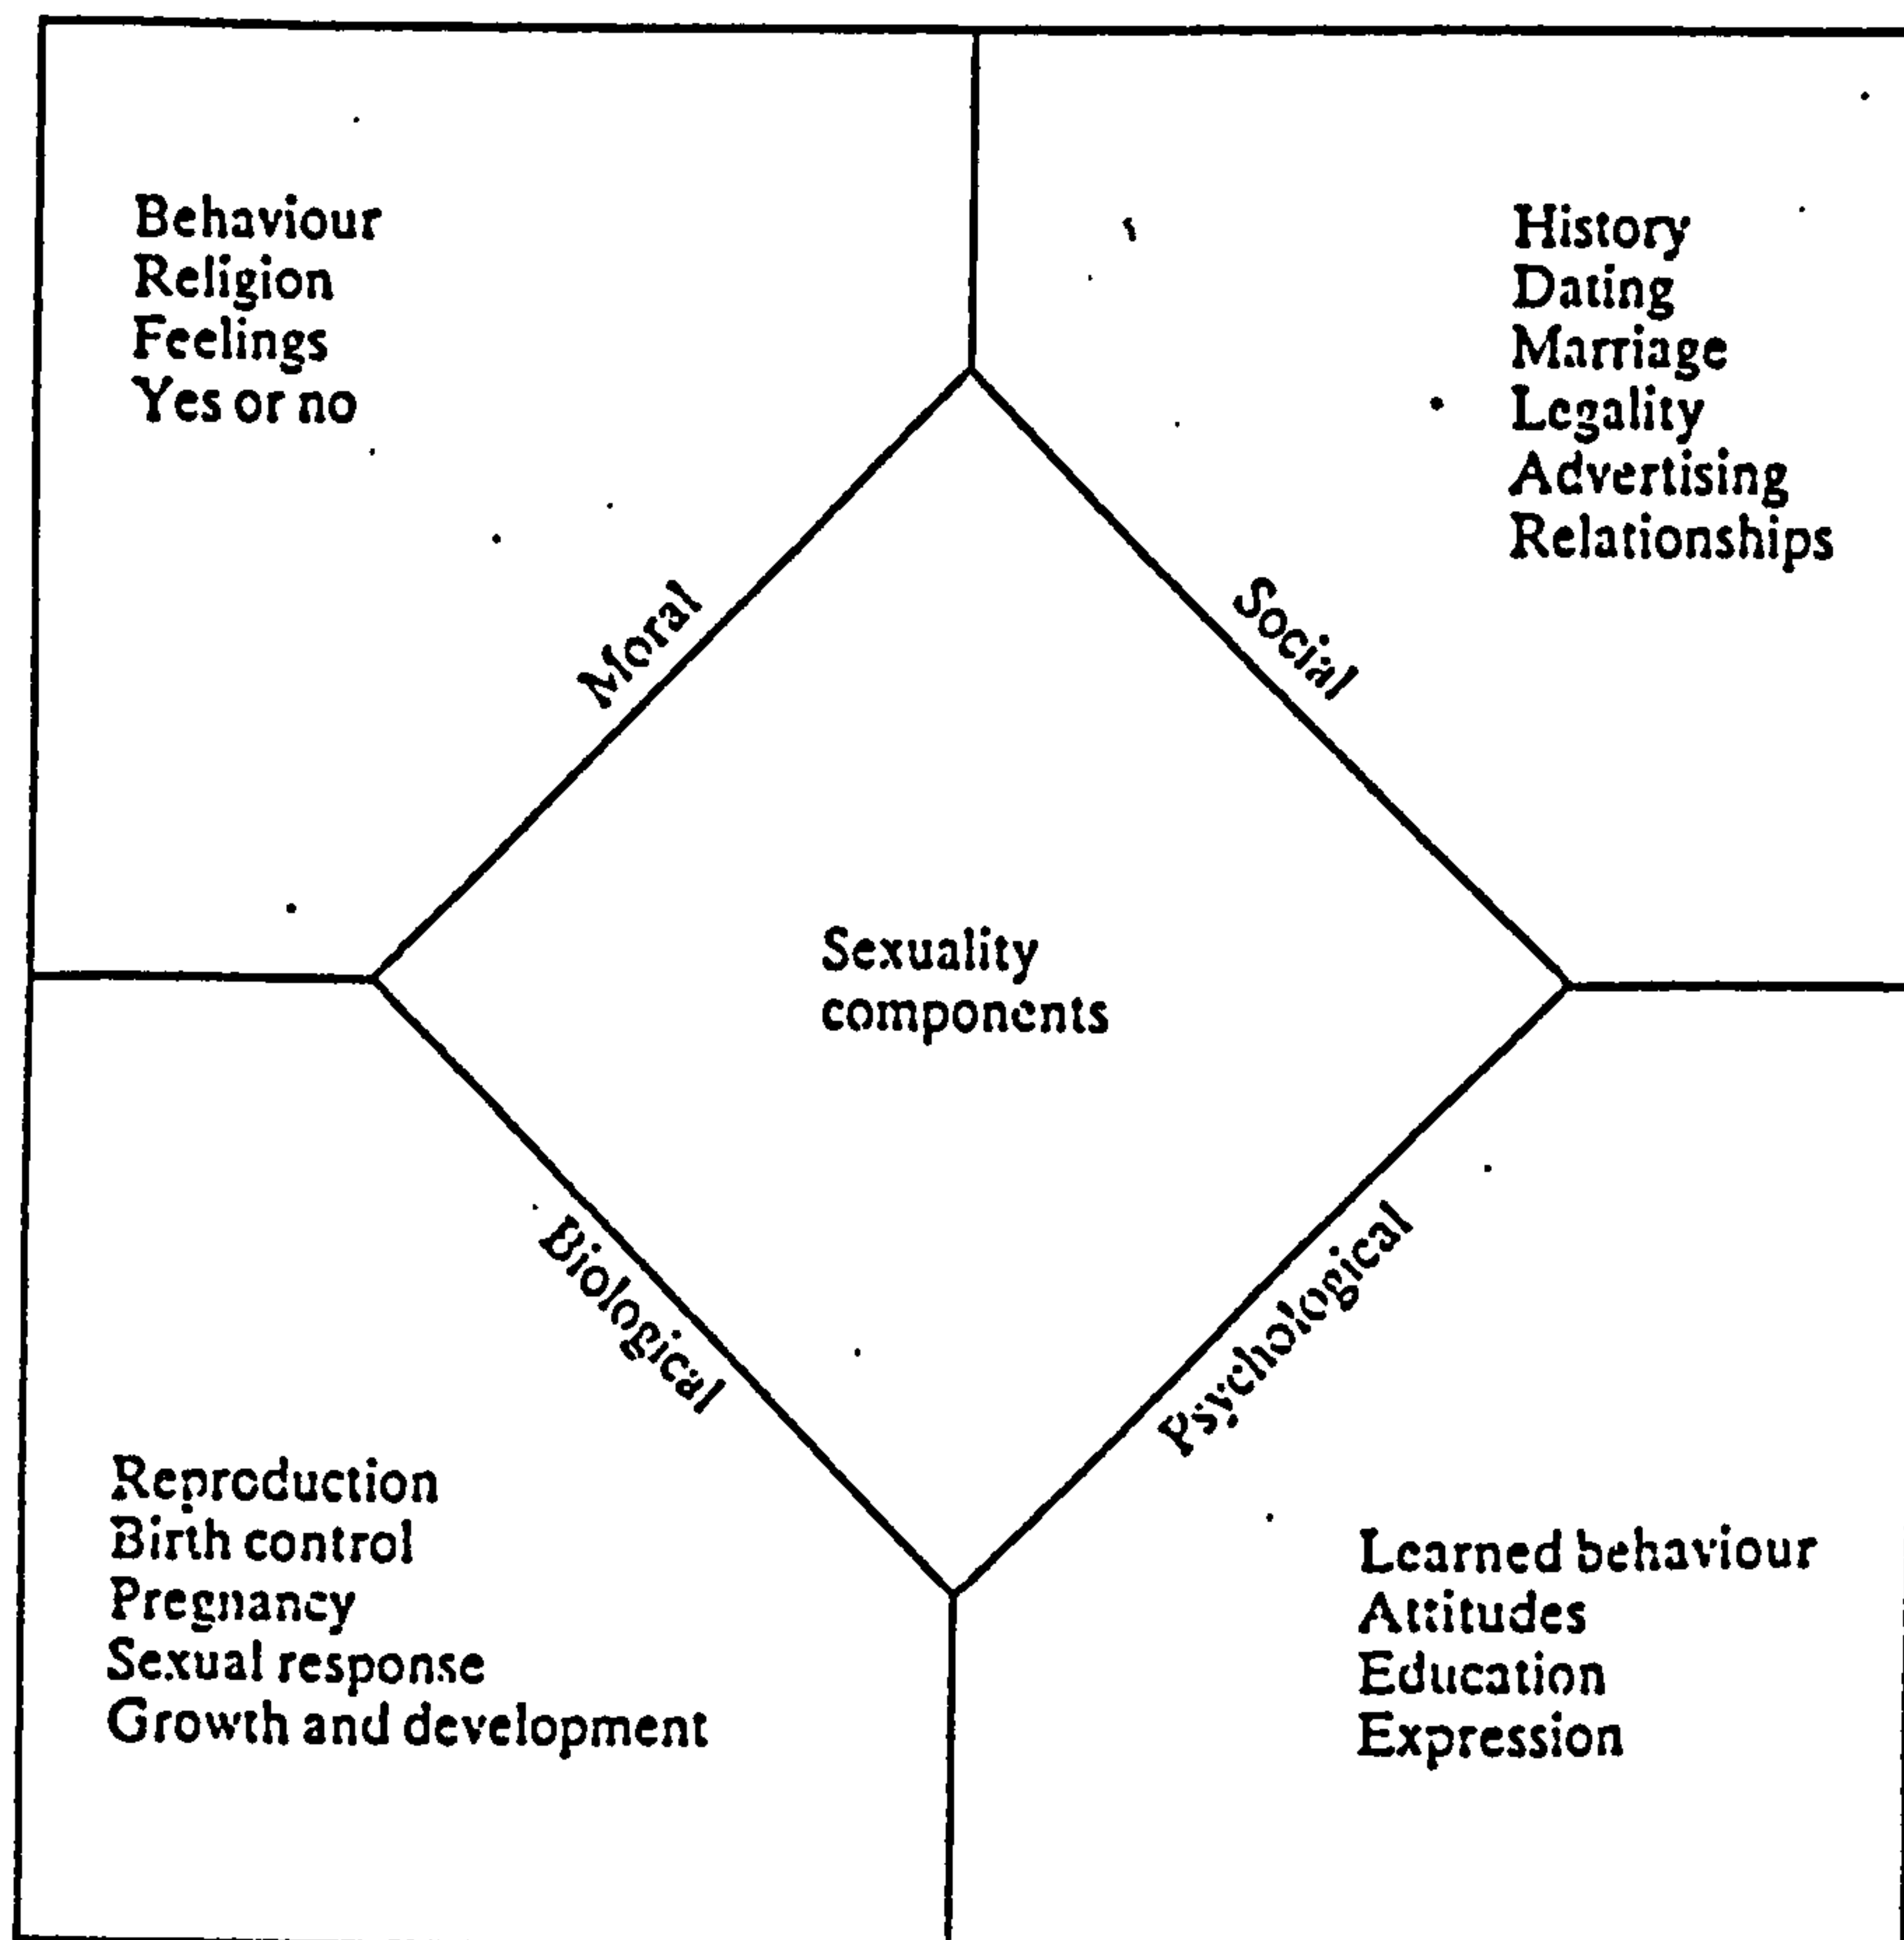 Behaviour
Religion
Feelings
Yes or no
History
Dating
Marriage
Legality
Advertising
Relationships
Moral
Social
Sexuality
components
Biological
Psychological
Reproduction
Birth control
Pregnancy
Sexual response
Growth and development
Learned behaviour
Attitudes
Education
Expression